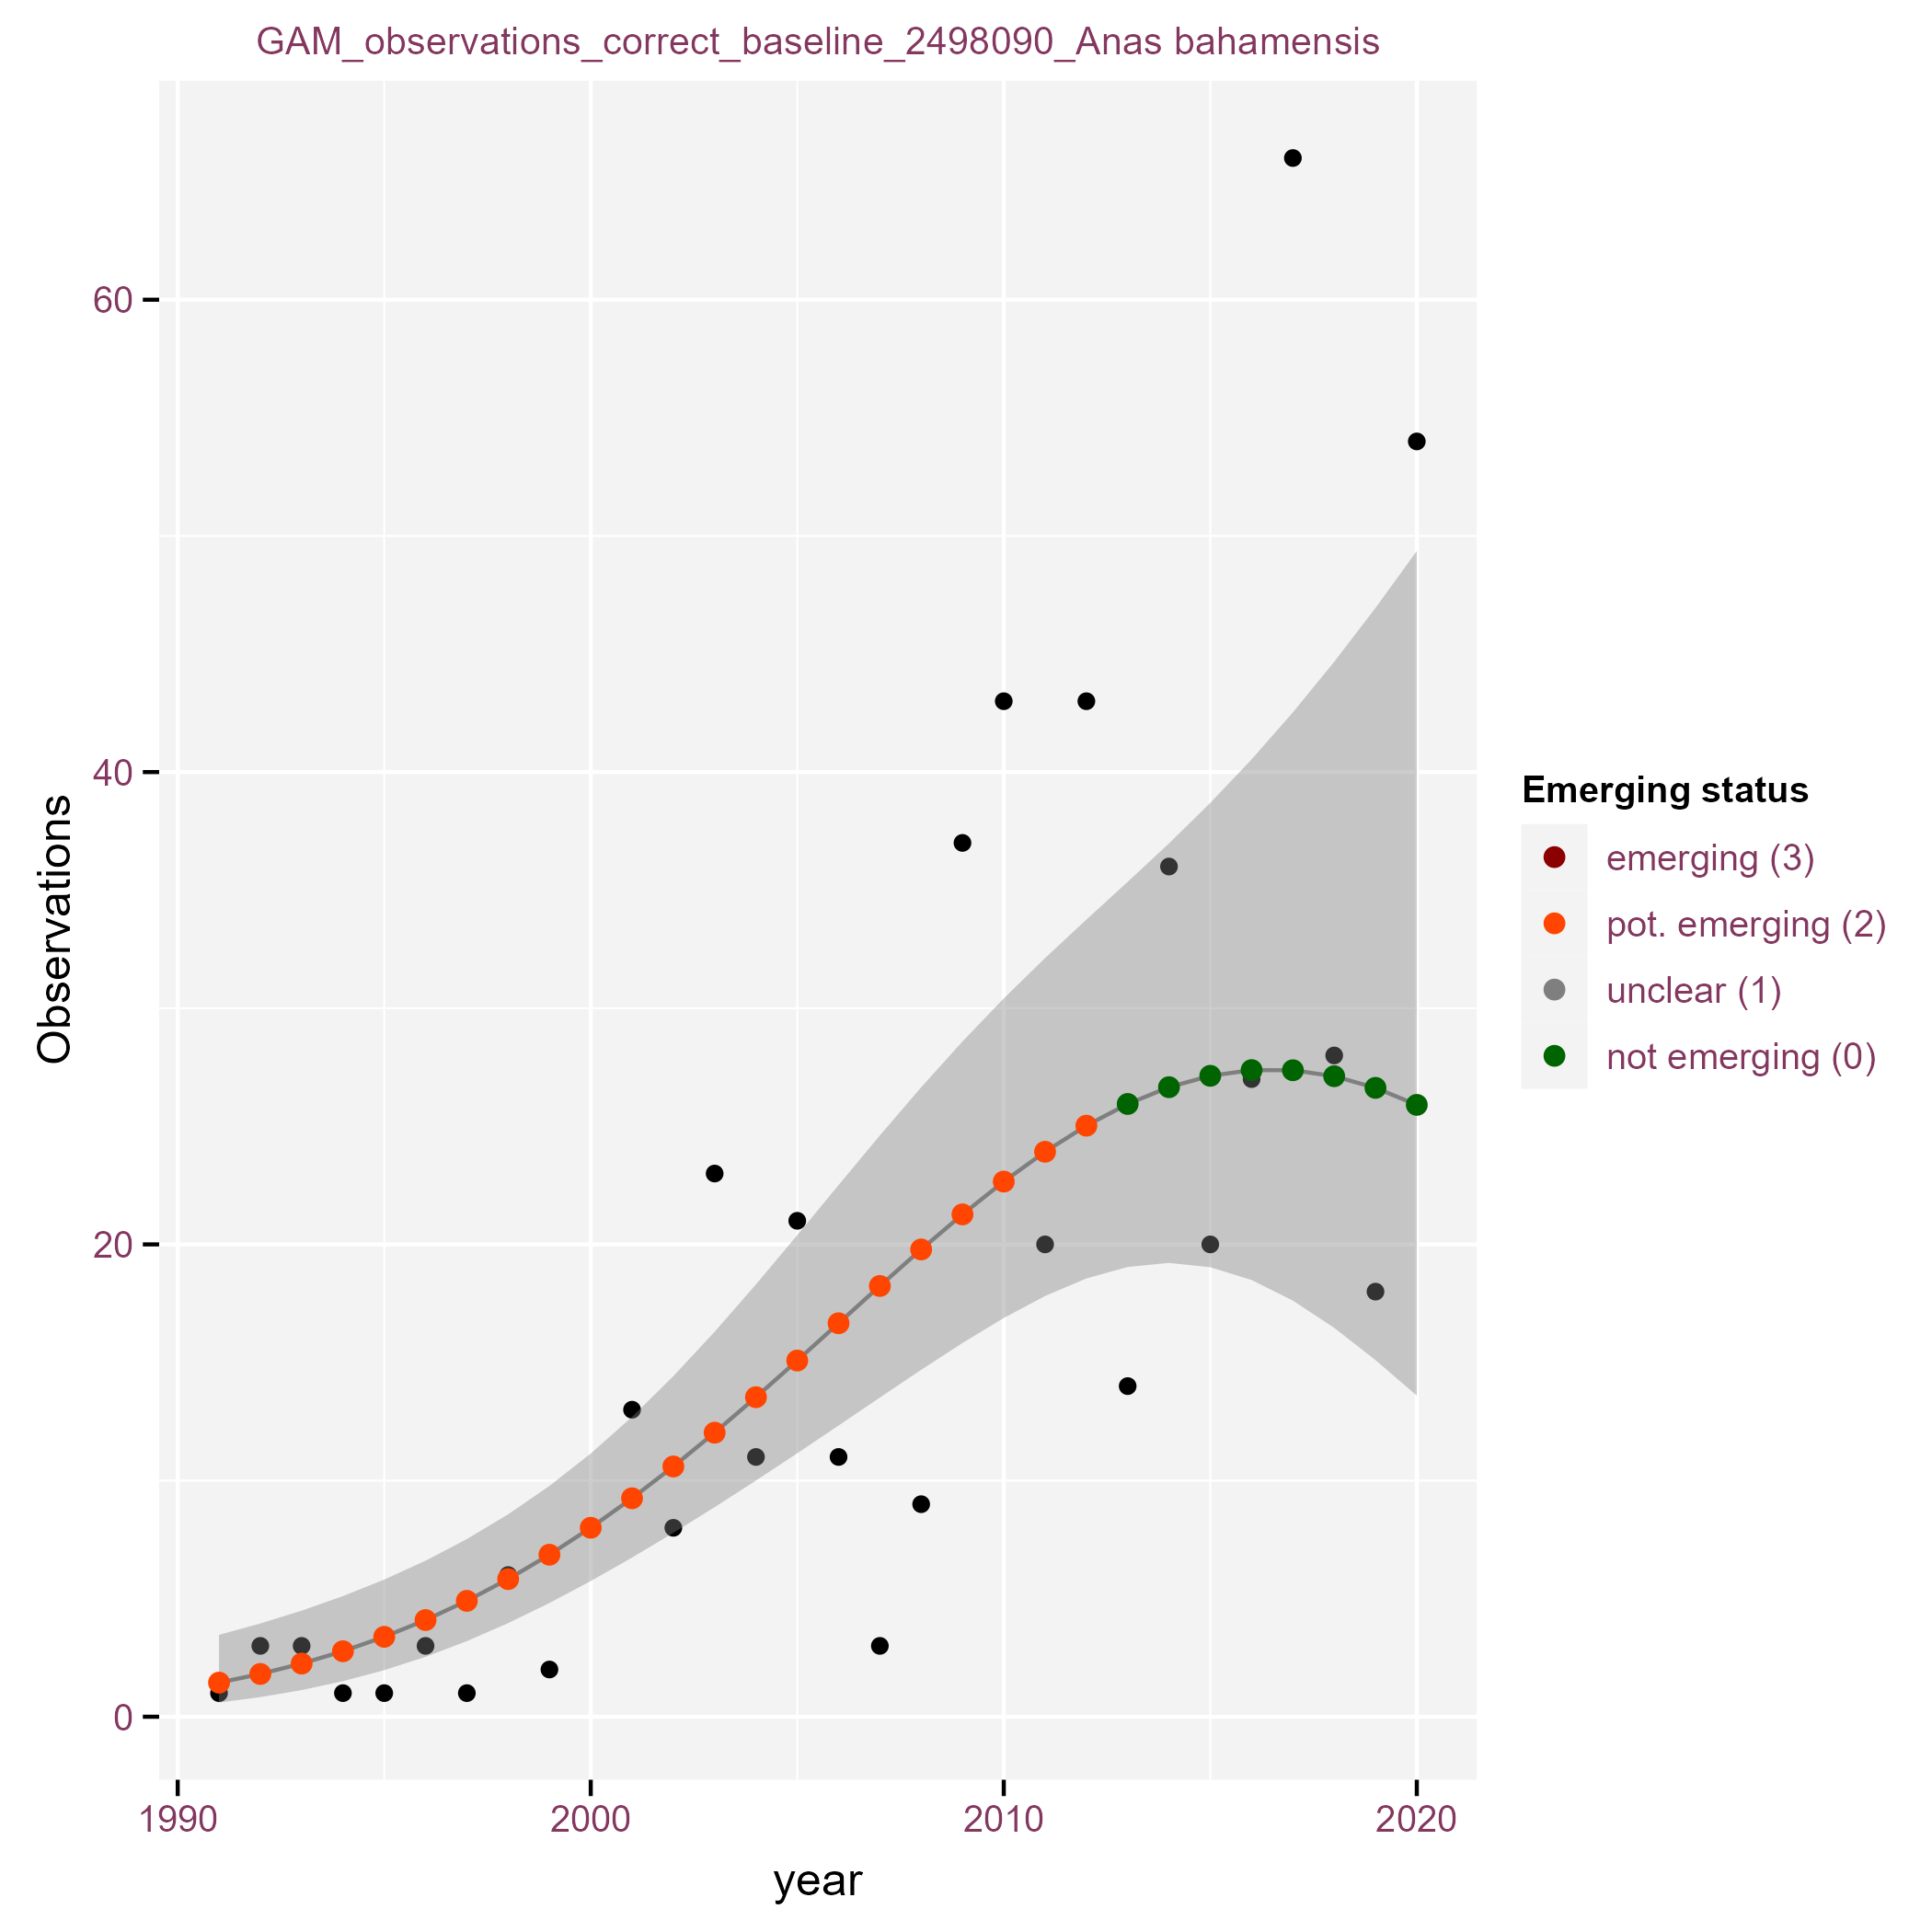 GAM_observations_correct_baseline_2498090_Anas bahamensis
60
40
20
0
Observations
1990
2000
2010
2020
year
Emerging status
emerging (3)
pot. emerging (2)
unclear (1)
not emerging (0)